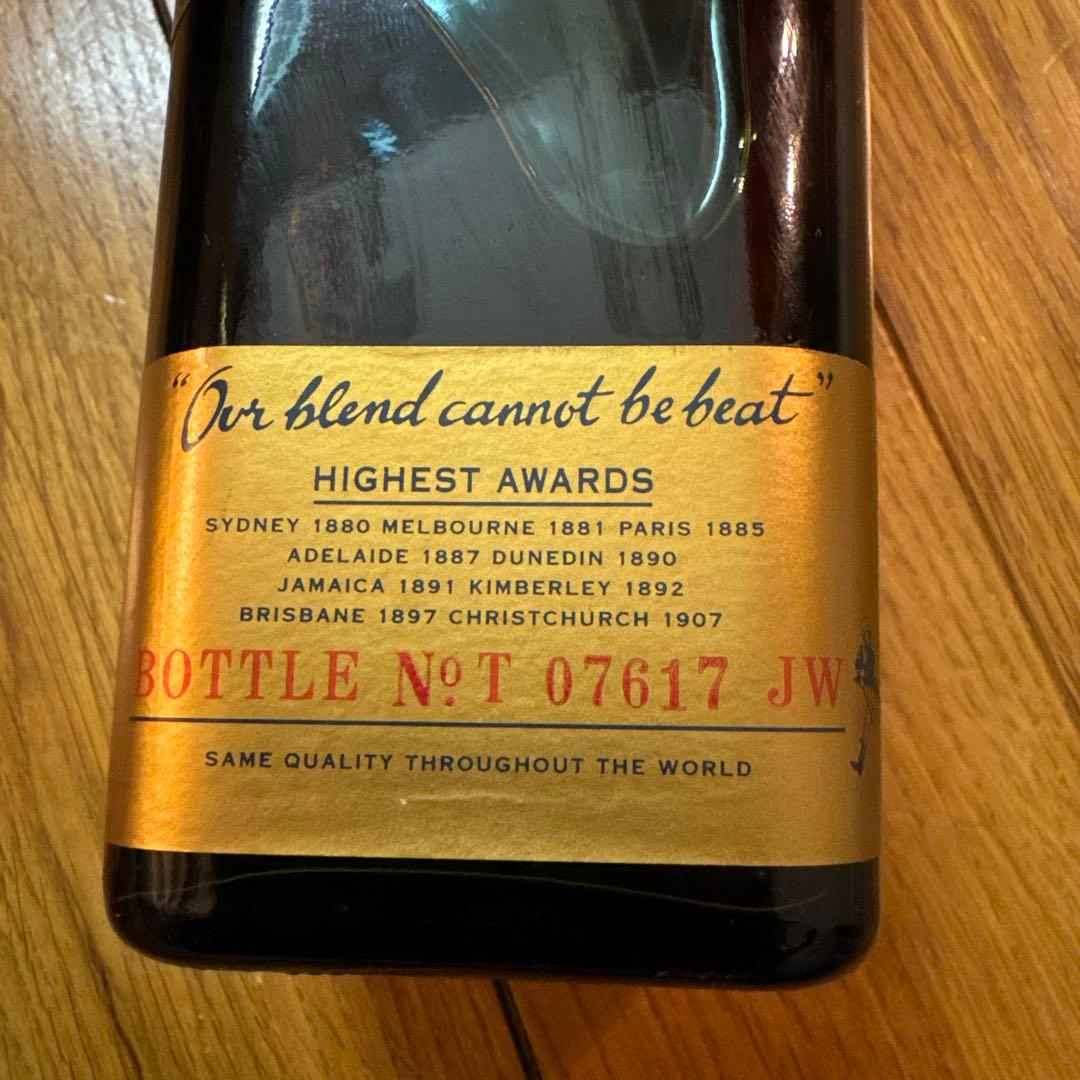 "Our blend cannot be beat"
HIGHEST AWARDS
SYDNEY 1880 MELBOURNE 1881 PARIS 1885
ADELAIDE 1887 DUNEDIN 1890
JAMAICA 1891 KIMBERLEY 1892
BRISBANE 1897 CHRISTCHURCH 1907
BOTTLE Nº T 07617 JW
SAME QUALITY THROUGHOUT THE WORLD